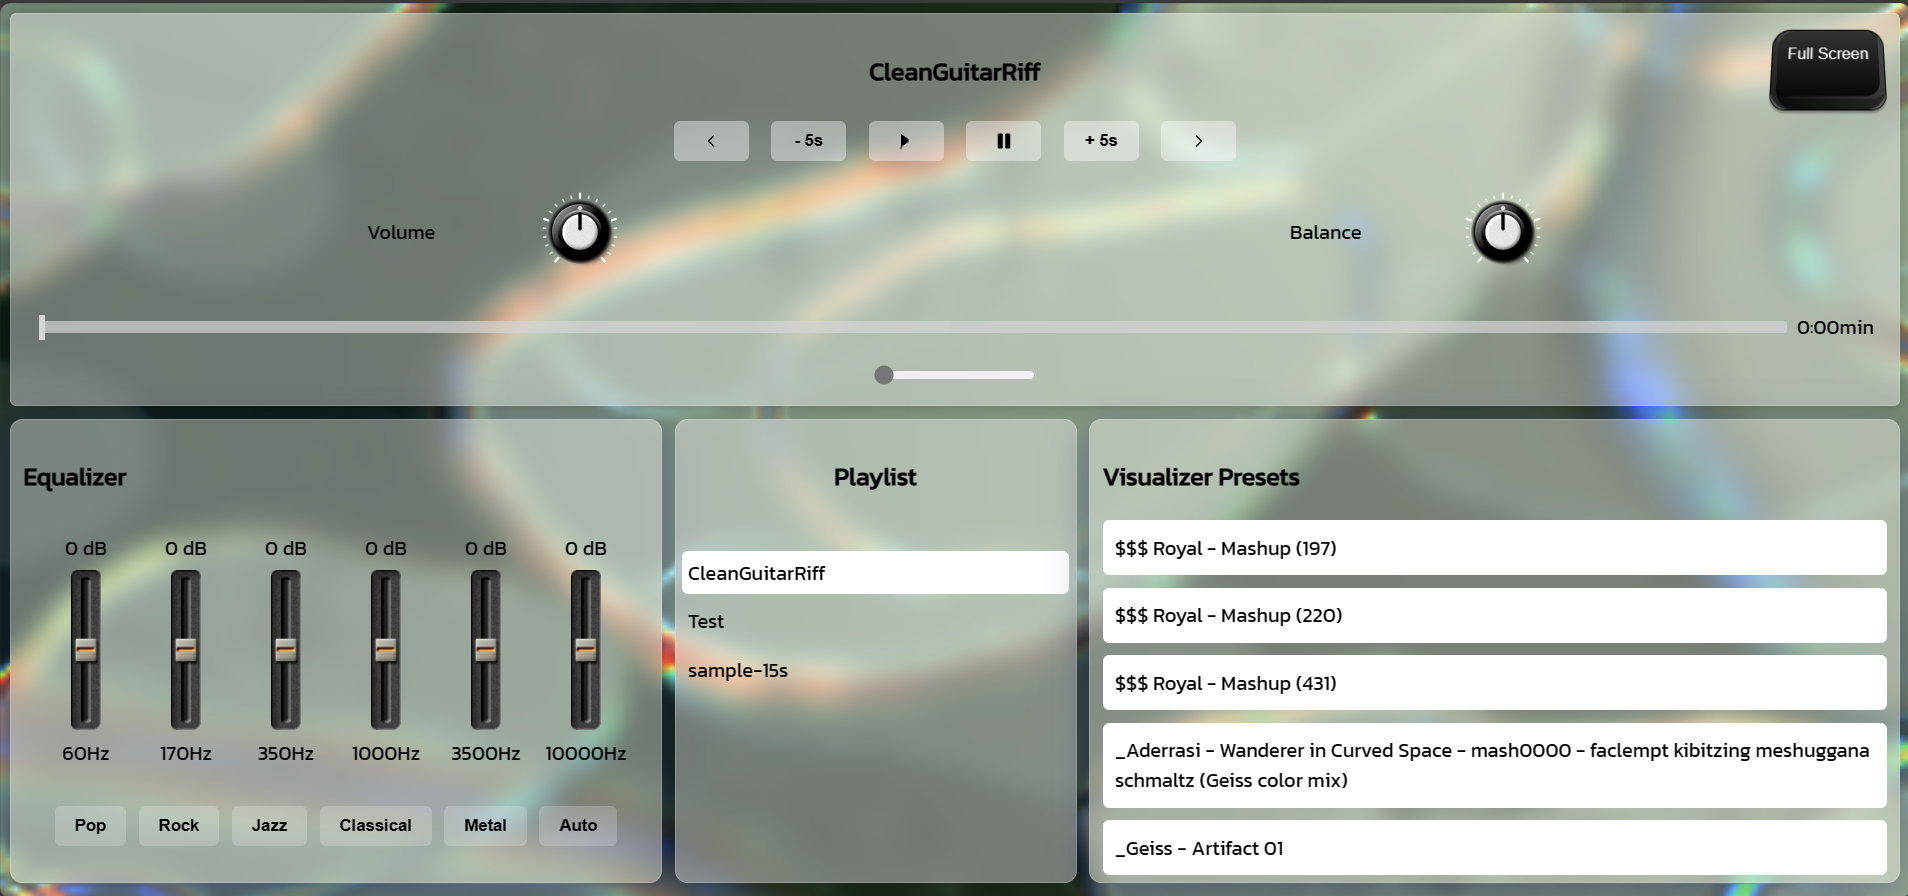 CleanGuitarRiff
Full Screen
- 5s
+ 5s
Volume
Balance
0:00min
Equalizer
0 dB 0 dB 0 dB 0 dB 0 dB 0 dB
60Hz 170Hz 350Hz 1000Hz 3500Hz 10000Hz
Pop Rock Jazz Classical Metal Auto
Playlist
CleanGuitarRiff
Test
sample-15s
Visualizer Presets
$$$ Royal - Mashup (197)
$$$ Royal - Mashup (220)
$$$ Royal - Mashup (431)
_Aderrasi - Wanderer in Curved Space - mash0000 - faclempt kibitzing meshuggana
schmaltz (Geiss color mix)
_Geiss - Artifact 01